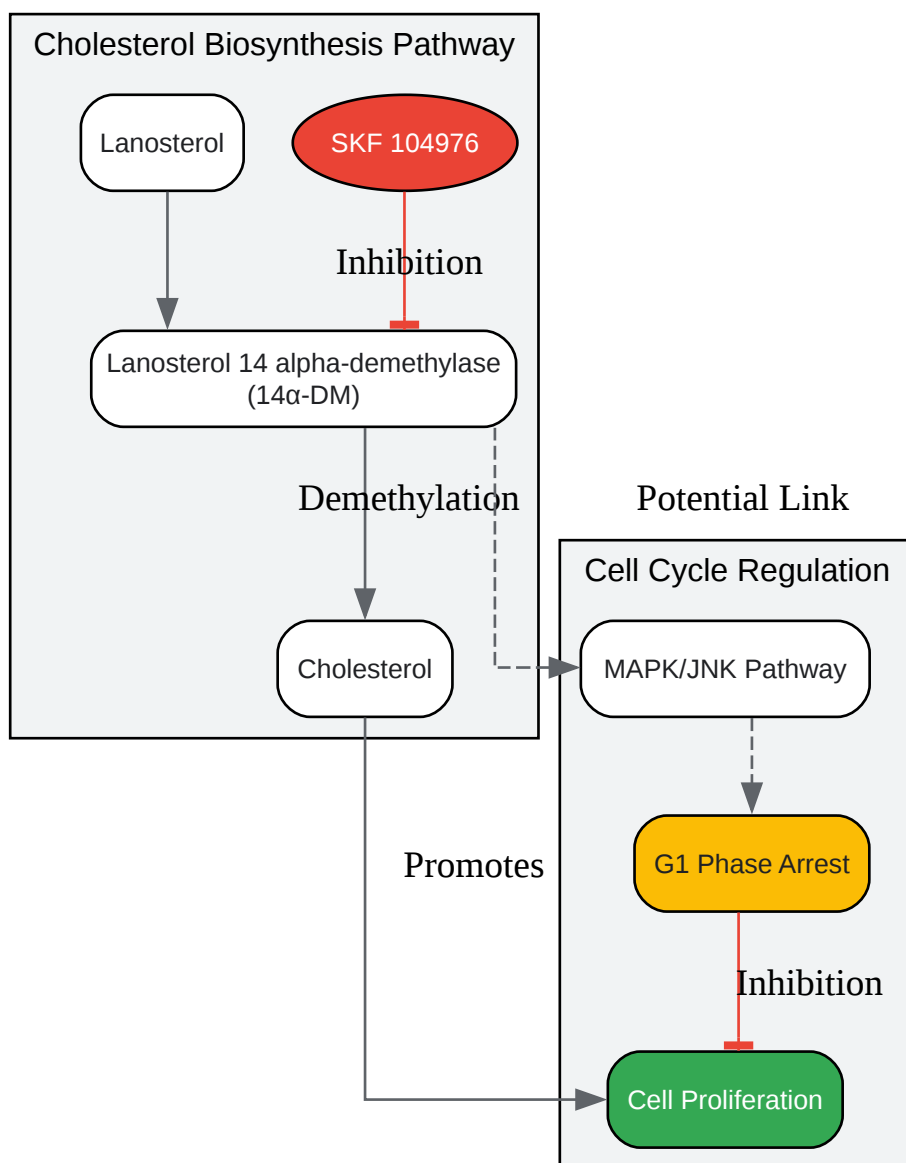 Cholesterol Biosynthesis Pathway
Lanosterol
SKF 104976
Inhibition
Lanosterol 14 alpha-demethylase
(14α-DM)
Demethylation
Potential Link
Cell Cycle Regulation
Cholesterol
MAPK/JNK Pathway
Promotes
G1 Phase Arrest
Inhibition
Cell Proliferation